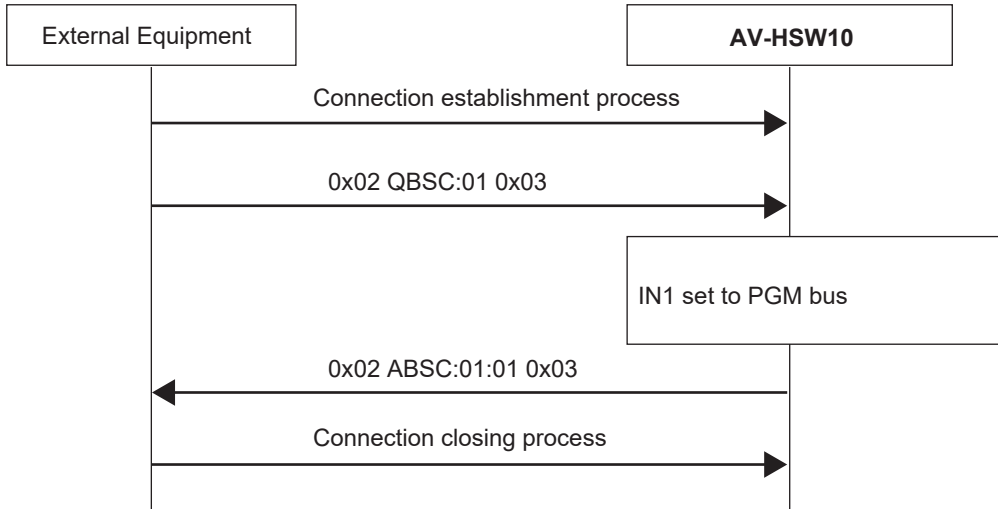 External Equipment
AV-HSW10
Connection establishment process
0x02 QBSC:01 0x03
IN1 set to PGM bus
0x02 ABSC:01:01 0x03
Connection closing process